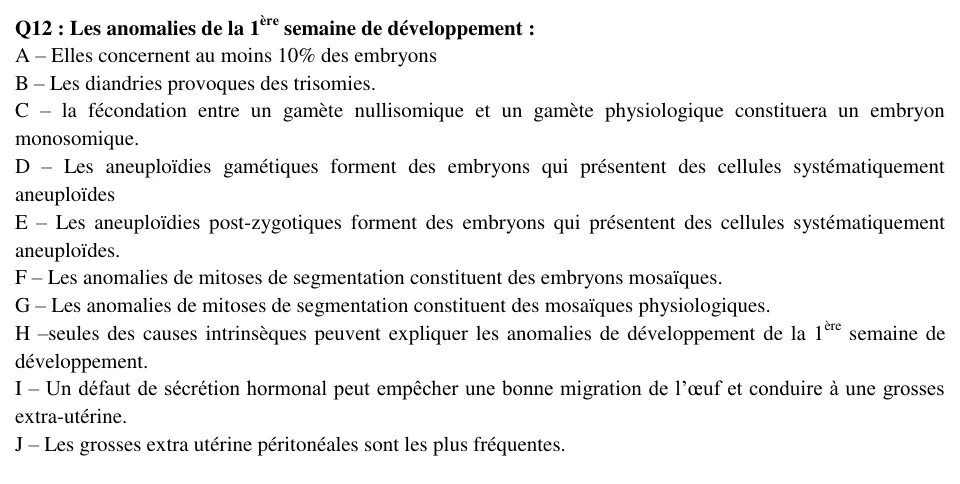 Q12 : Les anomalies de la 1ère semaine de développement :
A – Elles concernent au moins 10% des embryons
B – Les diandries provoques des trisomies.
C – la fécondation entre un gamète nullisomique et un gamète physiologique constituera un embryon
monosomique.
D – Les aneuploïdies gamétiques forment des embryons qui présentent des cellules systématiquement
aneuploïdes
E – Les aneuploïdies post-zygotiques forment des embryons qui présentent des cellules systématiquement
aneuploïdes.
F – Les anomalies de mitoses de segmentation constituent des embryons mosaïques.
G – Les anomalies de mitoses de segmentation constituent des mosaïques physiologiques.
H –seules des causes intrinsèques peuvent expliquer les anomalies de développement de la 1ère semaine de
développement.
I – Un défaut de sécrétion hormonal peut empêcher une bonne migration de l'œuf et conduire à une grosses
extra-utérine.
J – Les grosses extra utérine péritonéales sont les plus fréquentes.